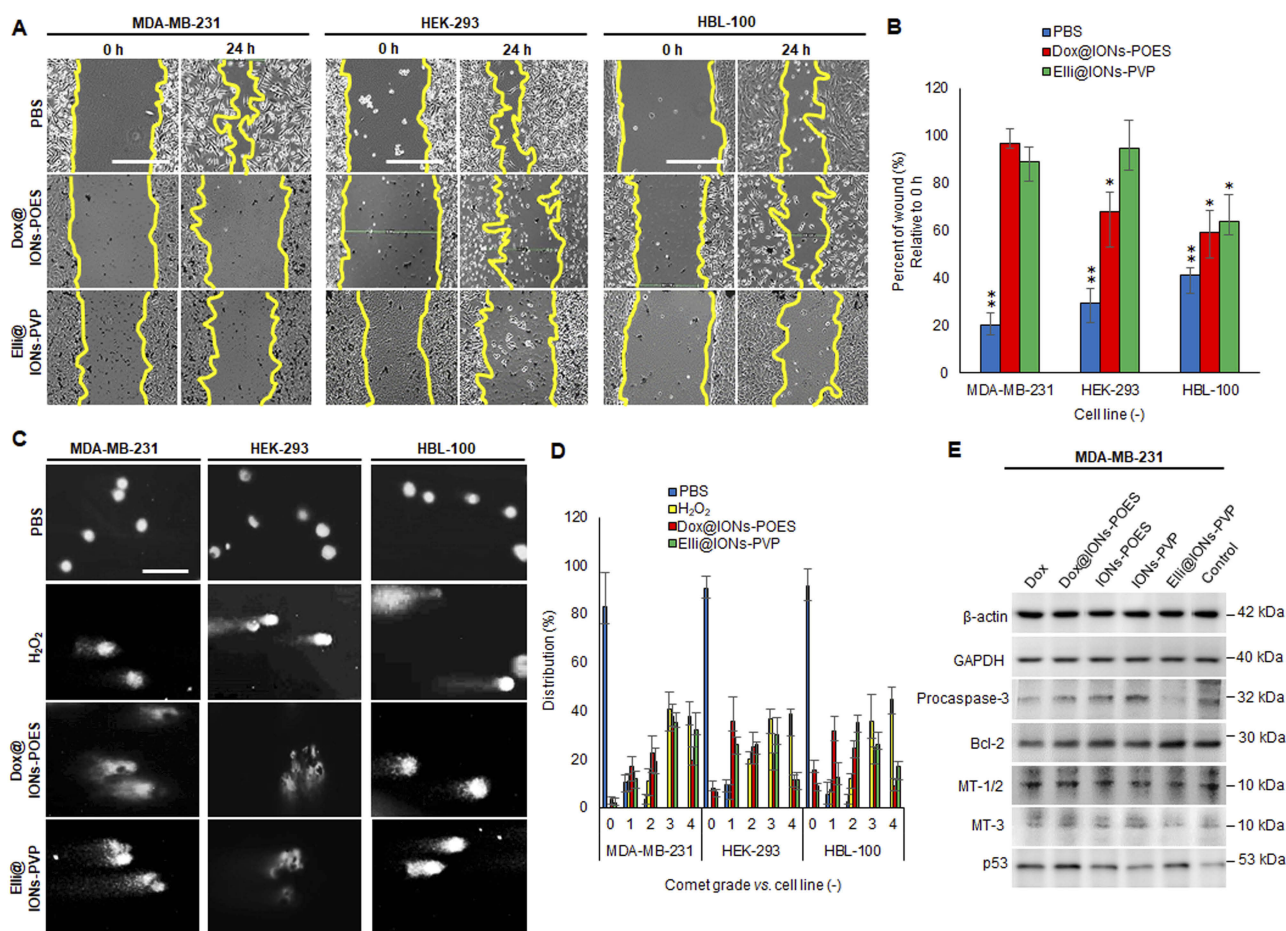 A
MDA-MB-231
HEK-293
HBL-100
0 h
24 h
0 h
24 h
0 h
24 h
PBS
Dox@
IONs-POES
Elli@
IONs-PVP
B
PBS
Dox@IONs-POES
Elli@IONs-PVP
Percent of wound (%)
Relative to 0 h
120
100
80
60
40
20
0
**
**
*
**
*
*
MDA-MB-231
HEK-293
HBL-100
Cell line (-)
C
MDA-MB-231
HEK-293
HBL-100
PBS
H₂O₂
Dox@
IONs-POES
Elli@
IONs-PVP
D
PBS
H₂O₂
Dox@IONs-POES
Elli@IONs-PVP
Distribution (%)
120
100
80
60
40
20
0
0 1 2 3 4 0 1 2 3 4 0 1 2 3 4
MDA-MB-231
HEK-293
HBL-100
Comet grade vs. cell line (-)
E
MDA-MB-231
Dox
Dox@IONs-POES
IONs-POES
IONs-PVP
Elli@IONs-PVP
Control
β-actin
42 kDa
GAPDH
40 kDa
Procaspase-3
32 kDa
Bcl-2
30 kDa
MT-1/2
10 kDa
MT-3
10 kDa
p53
53 kDa